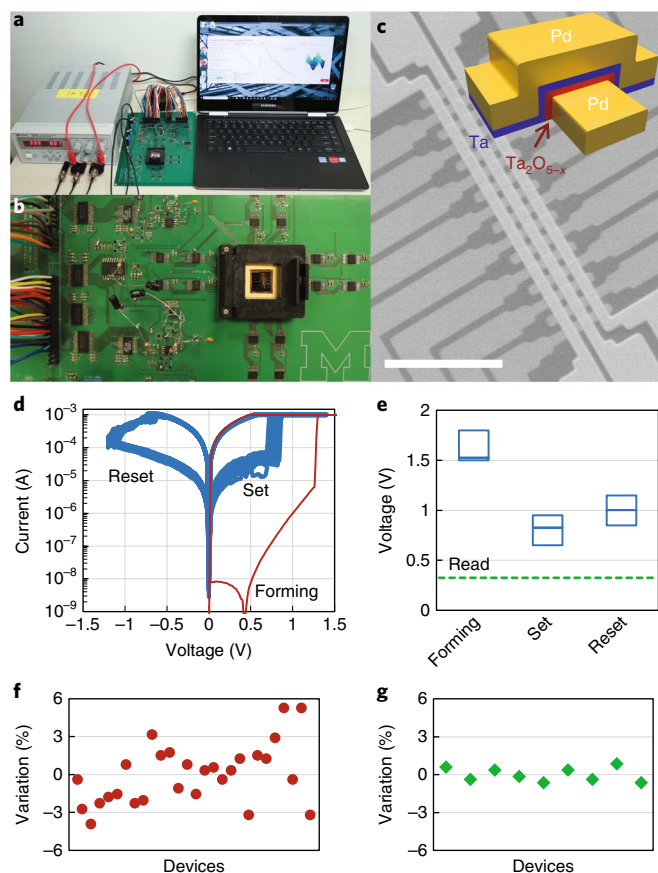 a
SAMSUNG
b
M
c
Pd
Pd
Ta
Ta2O5−x
d
Current (A)
10−3
10−4
10−5
10−6
10−7
10−8
10−9
Reset
Set
Forming
−1.5 −1 −0.5 0 0.5 1 1.5
Voltage (V)
e
Voltage (V)
2
1.5
1
0.5
0
Read
Forming
Set
Reset
f
Variation (%)
6
3
0
−3
−6
Devices
g
Variation (%)
6
3
0
−3
−6
Devices